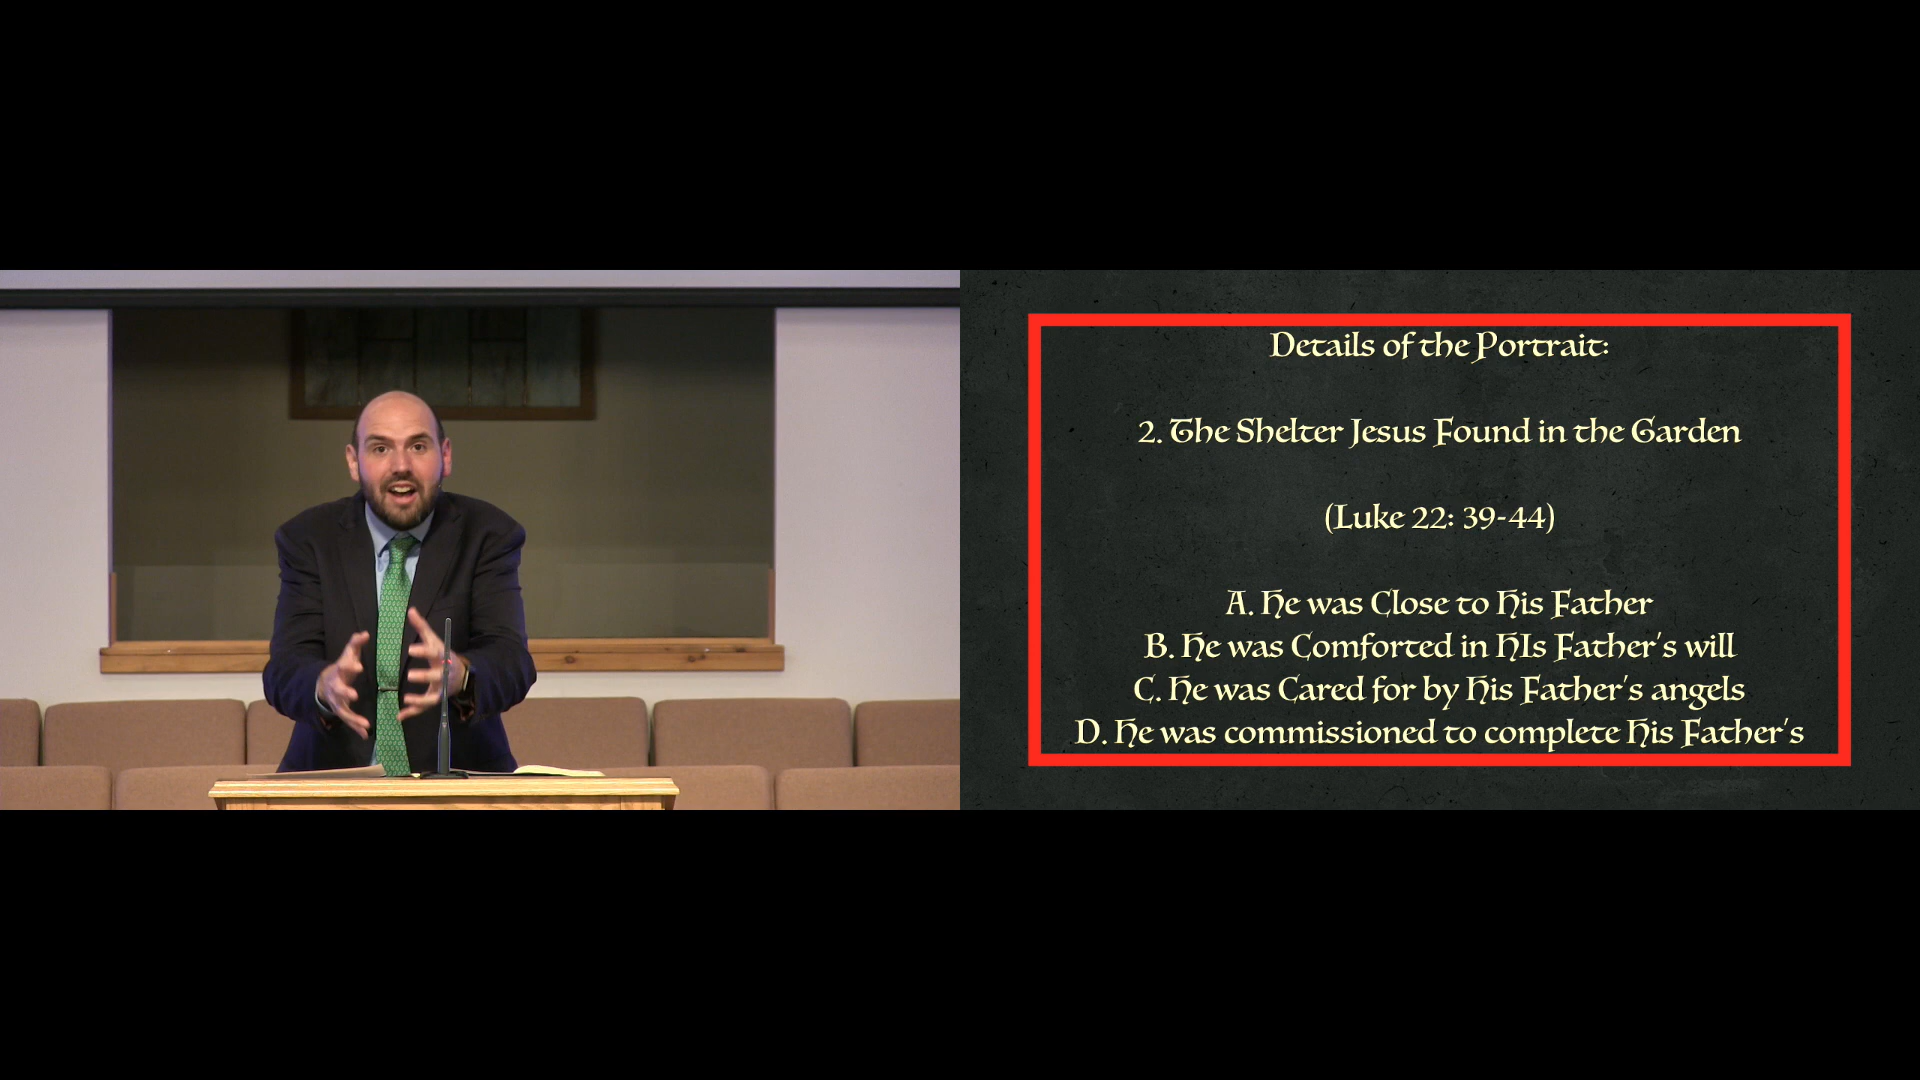 Details of the Portrait:
2. The Shelter Jesus Found in the Garden
(Luke 22: 39-44)
A. He was Close to His Father
B. He was Comforted in HIs Father's will
C. He was Cared for by His Father's angels
D. He was commissioned to complete His Father's